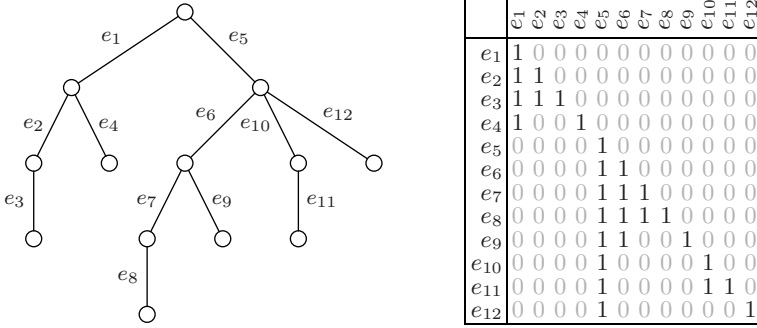 e1 e5
e2 e4 e6 e10 e12
e3 e7 e9 e11
e8
e1 e2 e3 e4 e5 e6 e7 e8 e9 e10 e11 e12
e1 1 0 0 0 0 0 0 0 0 0 0 0
e2 1 1 0 0 0 0 0 0 0 0 0 0
e3 1 1 1 0 0 0 0 0 0 0 0 0
e4 1 0 0 1 0 0 0 0 0 0 0 0
e5 0 0 0 0 1 0 0 0 0 0 0 0
e6 0 0 0 0 1 1 0 0 0 0 0 0
e7 0 0 0 0 1 1 1 0 0 0 0 0
e8 0 0 0 0 1 1 1 1 0 0 0 0
e9 0 0 0 0 1 1 0 0 1 0 0 0
e10 0 0 0 0 1 0 0 0 0 1 0 0
e11 0 0 0 0 1 0 0 0 0 1 1 0
e12 0 0 0 0 1 0 0 0 0 0 0 1